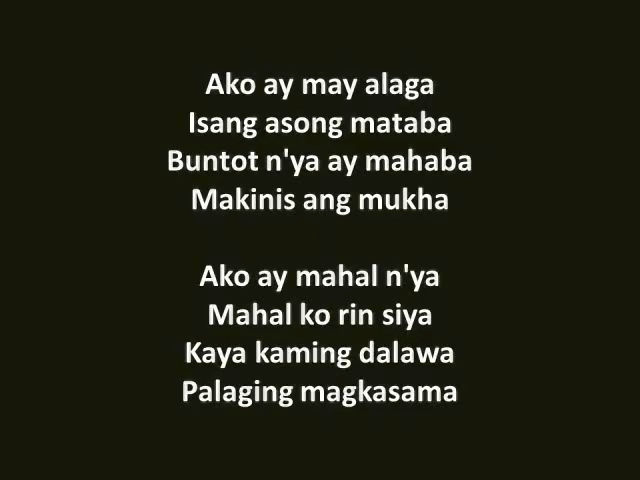 Ako ay may alaga
Isang asong mataba
Buntot n'ya ay mahaba
Makinis ang mukha
Ako ay mahal n'ya
Mahal ko rin siya
Kaya kaming dalawa
Palaging magkasama